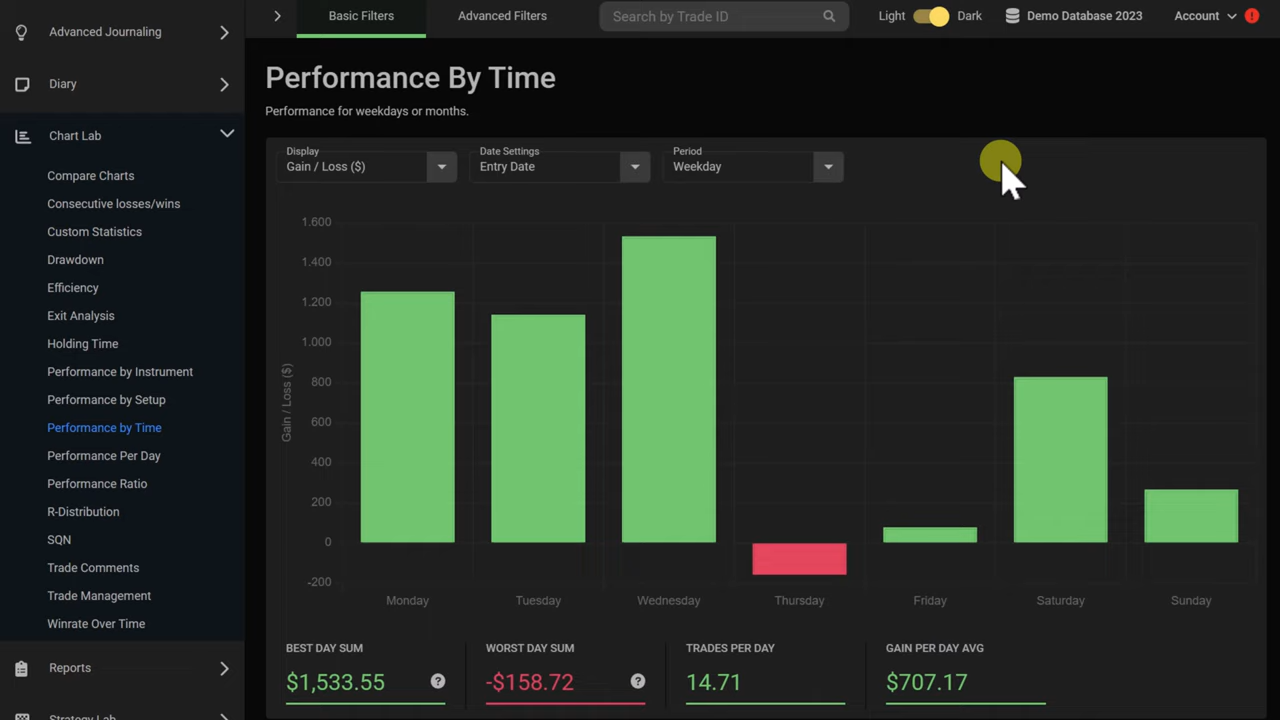 Advanced Journaling
Diary
Chart Lab
Compare Charts
Consecutive losses/wins
Custom Statistics
Drawdown
Efficiency
Exit Analysis
Holding Time
Performance by Instrument
Performance by Setup
Performance by Time
Performance Per Day
Performance Ratio
R-Distribution
SQN
Trade Comments
Trade Management
Winrate Over Time
Reports
Strategy Lab
Basic Filters
Advanced Filters
Search by Trade ID
Light
Dark
Demo Database 2023
Account
Performance By Time
Performance for weekdays or months.
Display
Gain / Loss ($)
Date Settings
Entry Date
Period
Weekday
Gain / Loss ($)
1.600
1.400
1.200
1.000
800
600
400
200
0
-200
Monday
Tuesday
Wednesday
Thursday
Friday
Saturday
Sunday
BEST DAY SUM
$1,533.55
WORST DAY SUM
-$158.72
TRADES PER DAY
14.71
GAIN PER DAY AVG
$707.17